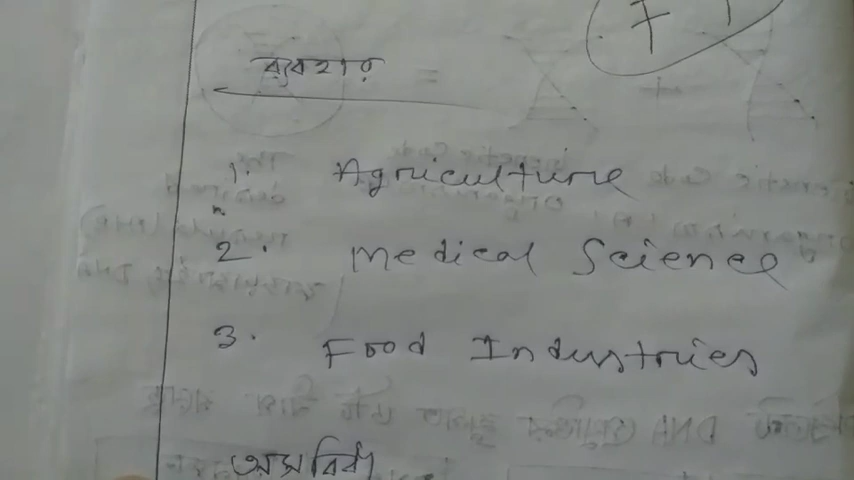 ব্যবহার
1. Agriculture
2. Medical Science
3. Food Industries
অসুবিধা